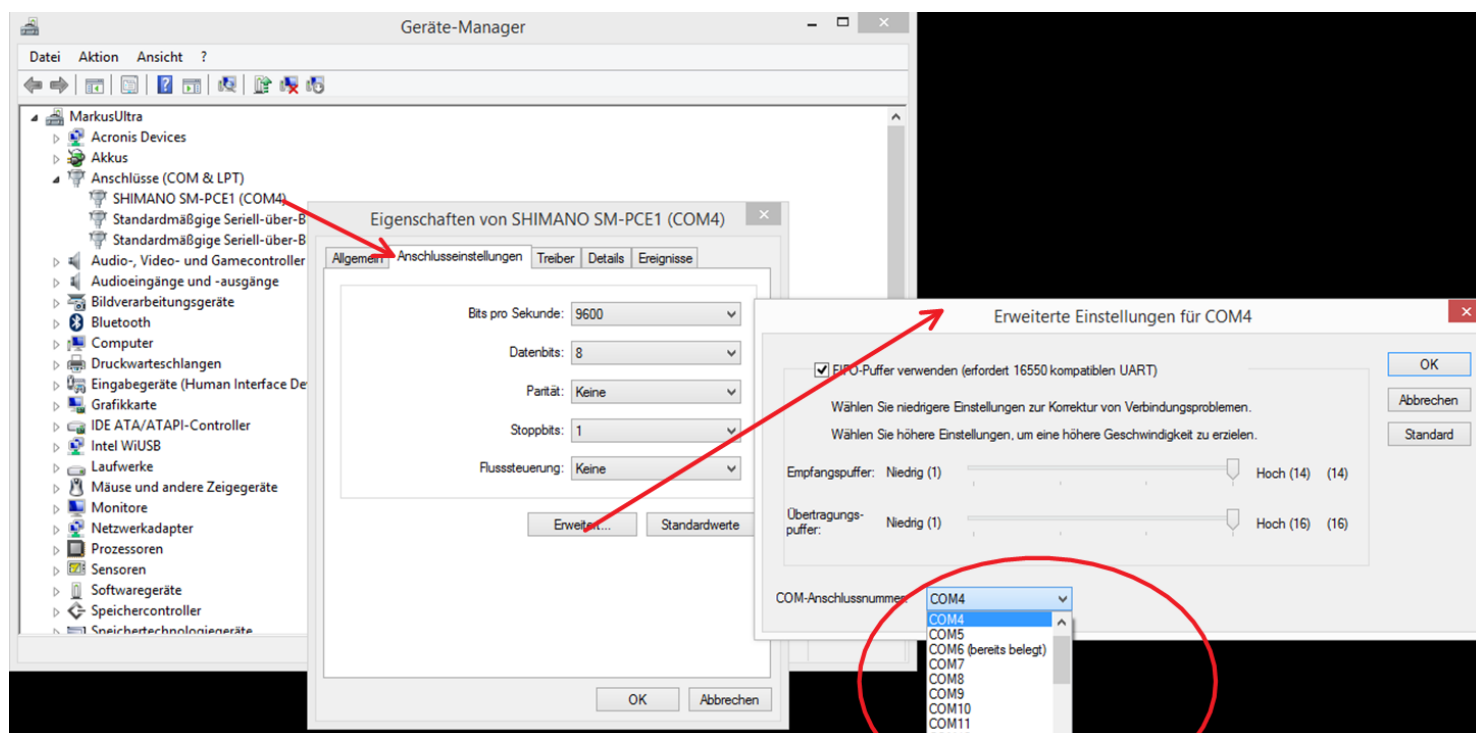 Geräte-Manager
Datei Aktion Ansicht ?
MarkusUltra
Acronis Devices
Akkus
Anschlüsse (COM & LPT)
SHIMANO SM-PCE1 (COM4)
Standardmäßgige Seriell-über-B
Standardmäßgige Seriell-über-B
Audio-, Video- und Gamecontroller
Audioeingänge und -ausgänge
Bildverarbeitungsgeräte
Bluetooth
Computer
Druckwarteschlangen
Eingabegeräte (Human Interface De
Grafikkarte
IDE ATA/ATAPI-Controller
Intel WiUSB
Laufwerke
Mäuse und andere Zeigegeräte
Monitore
Netzwerkadapter
Prozessoren
Sensoren
Softwaregeräte
Speichercontroller
Speichertechnologiegeräte
Eigenschaften von SHIMANO SM-PCE1 (COM4)
Allgemein Anschlusseinstellungen Treiber Details Ereignisse
Bits pro Sekunde: 9600
Datenbits: 8
Parität: Keine
Stoppbits: 1
Flusssteuerung: Keine
Erweitert... Standardwerte
OK Abbrechen
Erweiterte Einstellungen für COM4
FIFO-Puffer verwenden (erfordert 16550 kompatiblen UART)
OK
Wählen Sie niedrigere Einstellungen zur Korrektur von Verbindungsproblemen.
Abbrechen
Wählen Sie höhere Einstellungen, um eine höhere Geschwindigkeit zu erzielen.
Standard
Empfangspuffer: Niedrig (1) Hoch (14) (14)
Übertragungs-
puffer: Niedrig (1) Hoch (16) (16)
COM-Anschlussnummer: COM4
COM4
COM5
COM6 (bereits belegt)
COM7
COM8
COM9
COM10
COM11